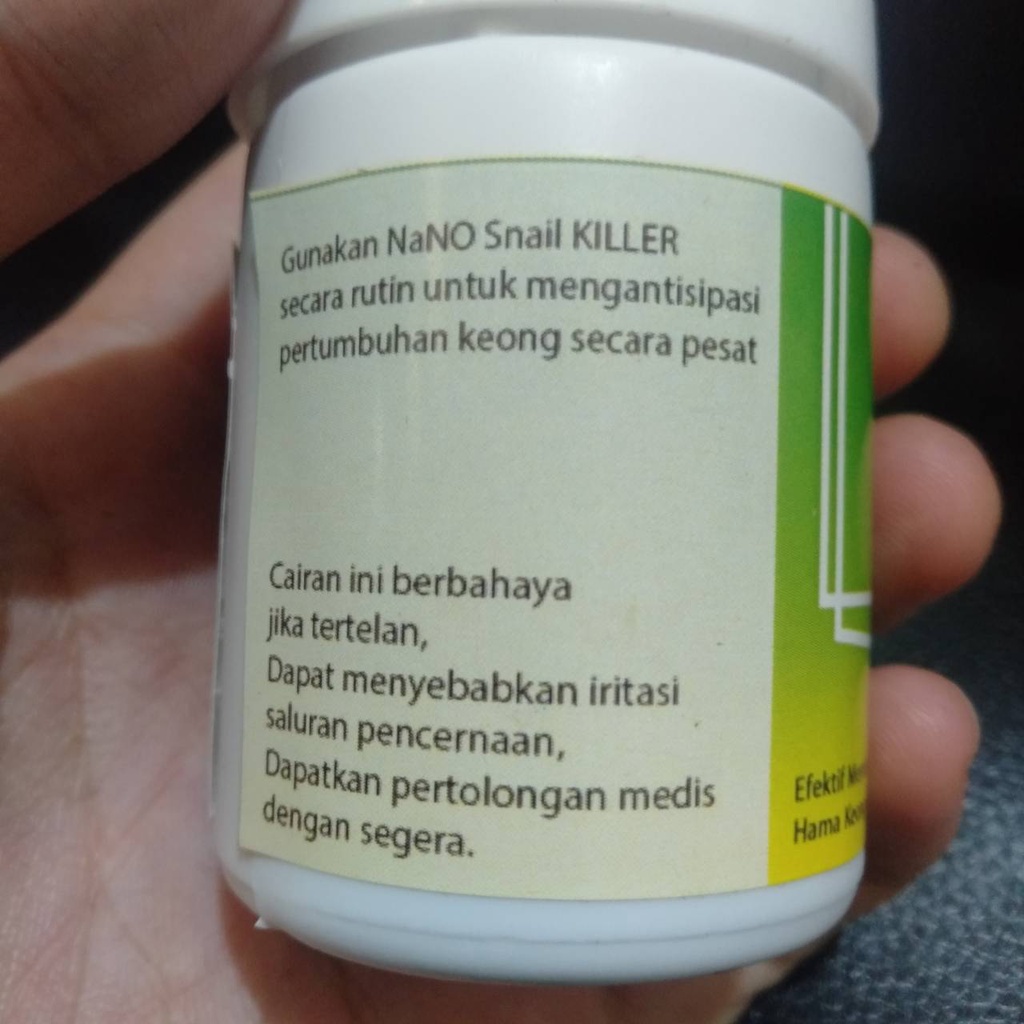 Gunakan NaNO Snail KILLER
secara rutin untuk mengantisipasi
pertumbuhan keong secara pesat
Cairan ini berbahaya
jika tertelan,
Dapat menyebabkan iritasi
saluran pencernaan,
Dapatkan pertolongan medis
dengan segera.
Efektif
Hama